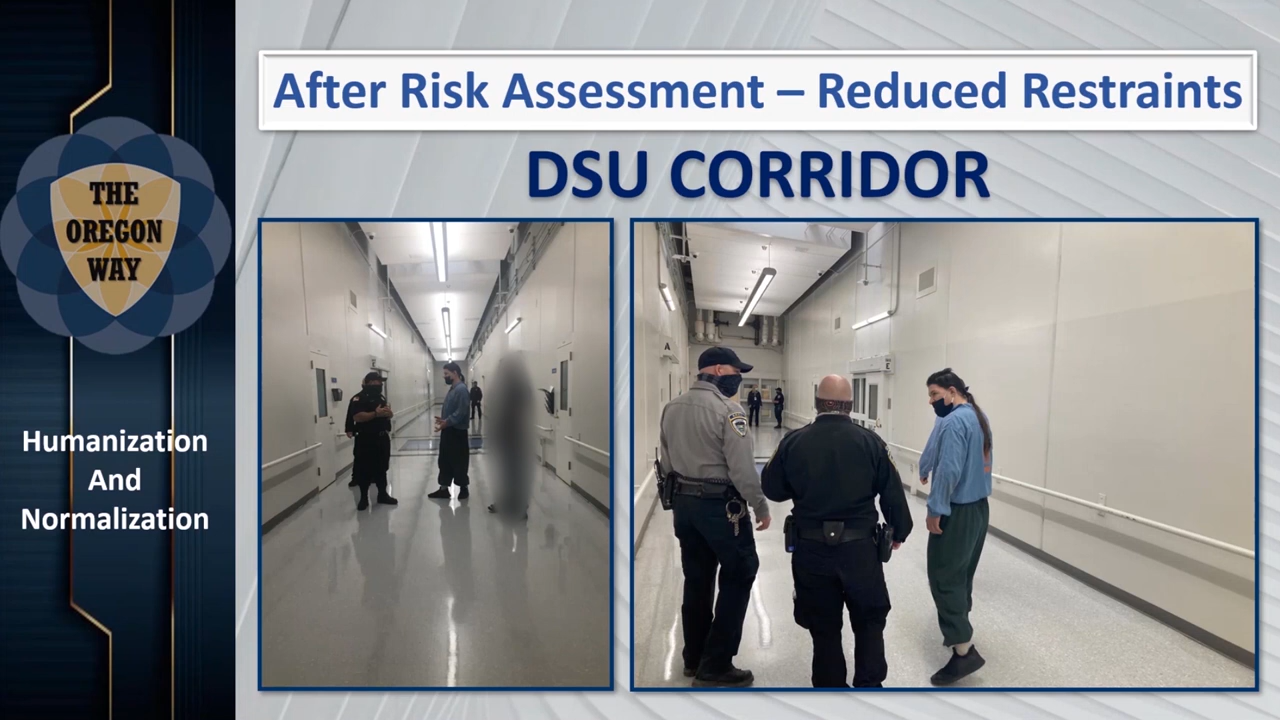 After Risk Assessment – Reduced Restraints
DSU CORRIDOR
THE
OREGON
WAY
Humanization
And
Normalization
A
E